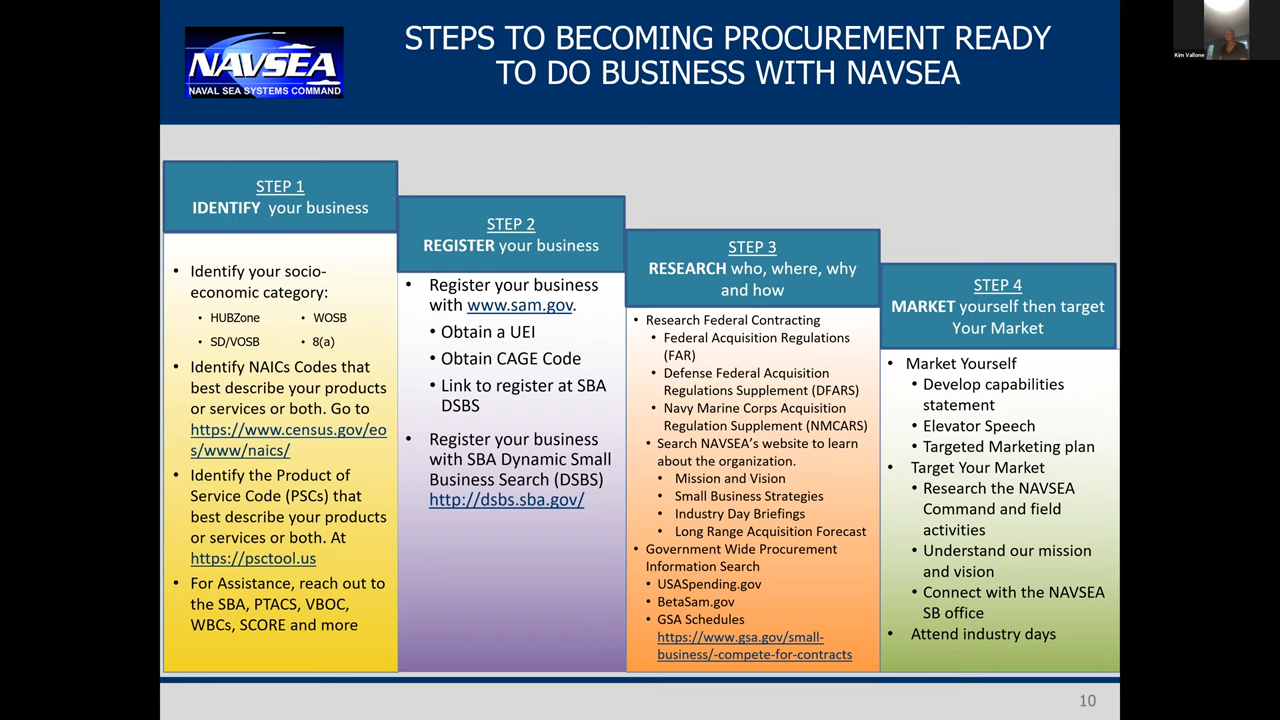 NAVSEA
NAVAL SEA SYSTEMS COMMAND
STEPS TO BECOMING PROCUREMENT READY
TO DO BUSINESS WITH NAVSEA
Kim Vallone
STEP 1
IDENTIFY your business
• Identify your socio-
economic category:
• HUBZone • WOSB
• SD/VOSB • 8(a)
• Identify NAICs Codes that
best describe your products
or services or both. Go to
https://www.census.gov/eo
s/www/naics/
• Identify the Product of
Service Code (PSCs) that
best describe your products
or services or both. At
https://psctool.us
• For Assistance, reach out to
the SBA, PTACS, VBOC,
WBCs, SCORE and more
STEP 2
REGISTER your business
• Register your business
with www.sam.gov.
• Obtain a UEI
• Obtain CAGE Code
• Link to register at SBA
DSBS
• Register your business
with SBA Dynamic Small
Business Search (DSBS)
http://dsbs.sba.gov/
STEP 3
RESEARCH who, where, why
and how
• Research Federal Contracting
• Federal Acquisition Regulations
(FAR)
• Defense Federal Acquisition
Regulations Supplement (DFARS)
• Navy Marine Corps Acquisition
Regulation Supplement (NMCARS)
• Search NAVSEA's website to learn
about the organization.
• Mission and Vision
• Small Business Strategies
• Industry Day Briefings
• Long Range Acquisition Forecast
• Government Wide Procurement
Information Search
• USASpending.gov
• BetaSam.gov
• GSA Schedules
https://www.gsa.gov/small-
business/-compete-for-contracts
STEP 4
MARKET yourself then target
Your Market
• Market Yourself
• Develop capabilities
statement
• Elevator Speech
• Targeted Marketing plan
• Target Your Market
• Research the NAVSEA
Command and field
activities
• Understand our mission
and vision
• Connect with the NAVSEA
SB office
• Attend industry days
10